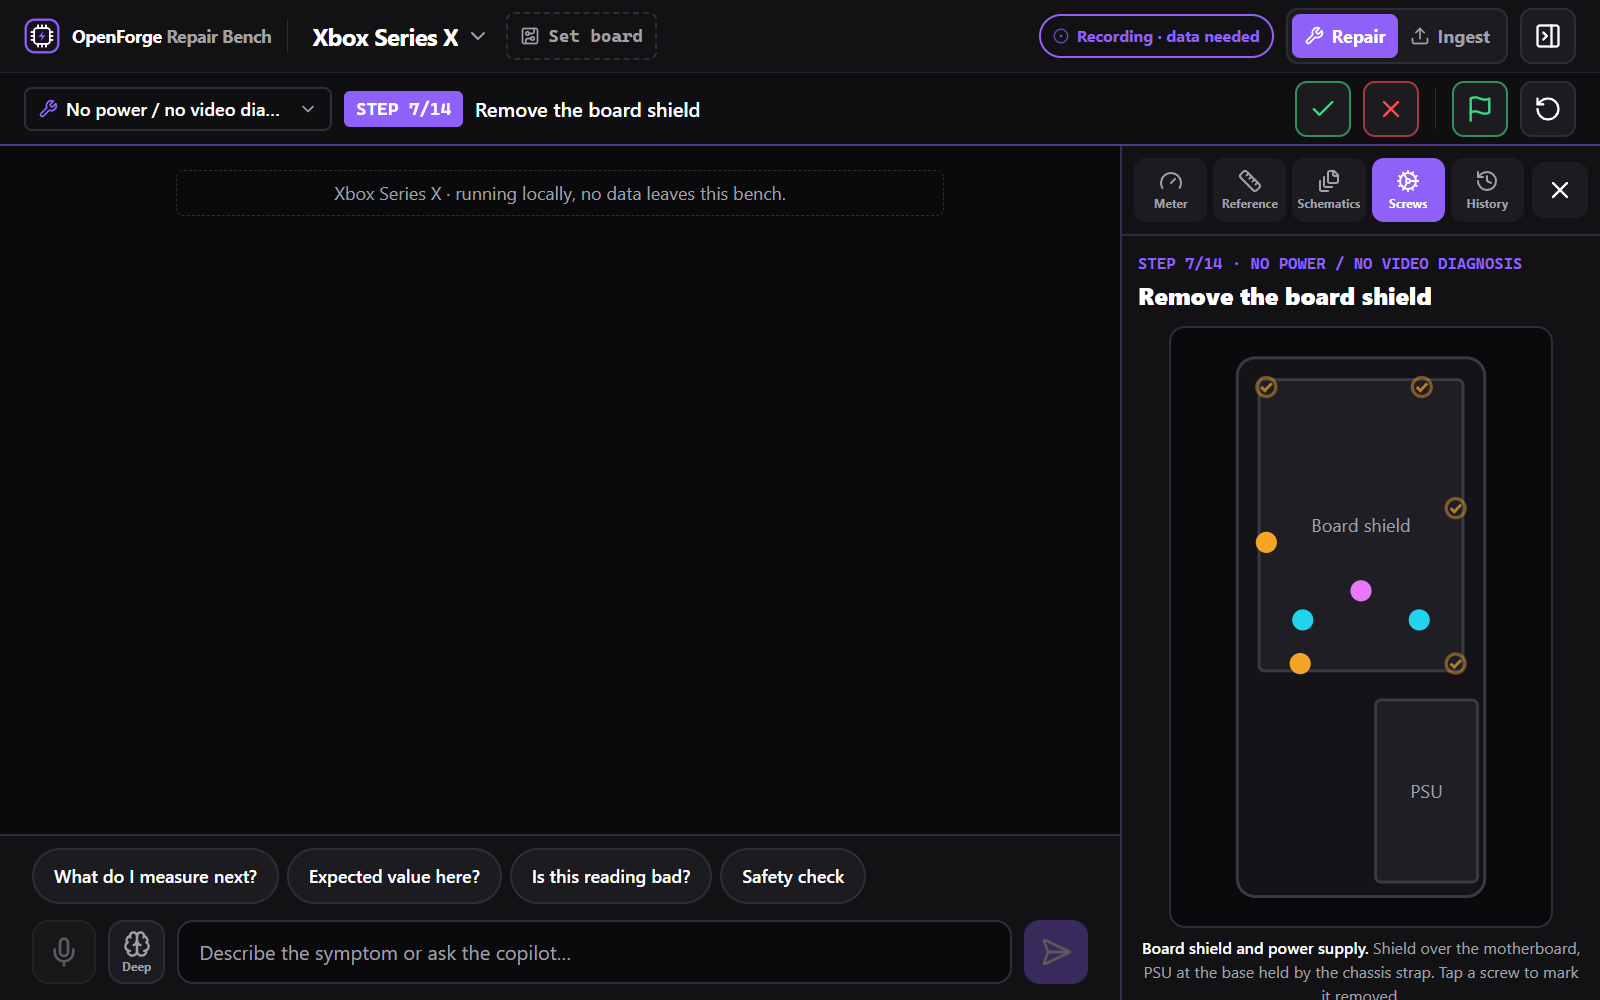 OpenForge Repair Bench
Xbox Series X
Set board
Recording · data needed
Repair
Ingest
No power / no video dia...
STEP 7/14
Remove the board shield
Xbox Series X · running locally, no data leaves this bench.
Meter
Reference
Schematics
Screws
History
STEP 7/14 · NO POWER / NO VIDEO DIAGNOSIS
Remove the board shield
Board shield
PSU
Board shield and power supply. Shield over the motherboard,
PSU at the base held by the chassis strap. Tap a screw to mark
it removed
What do I measure next?
Expected value here?
Is this reading bad?
Safety check
Deep
Describe the symptom or ask the copilot...